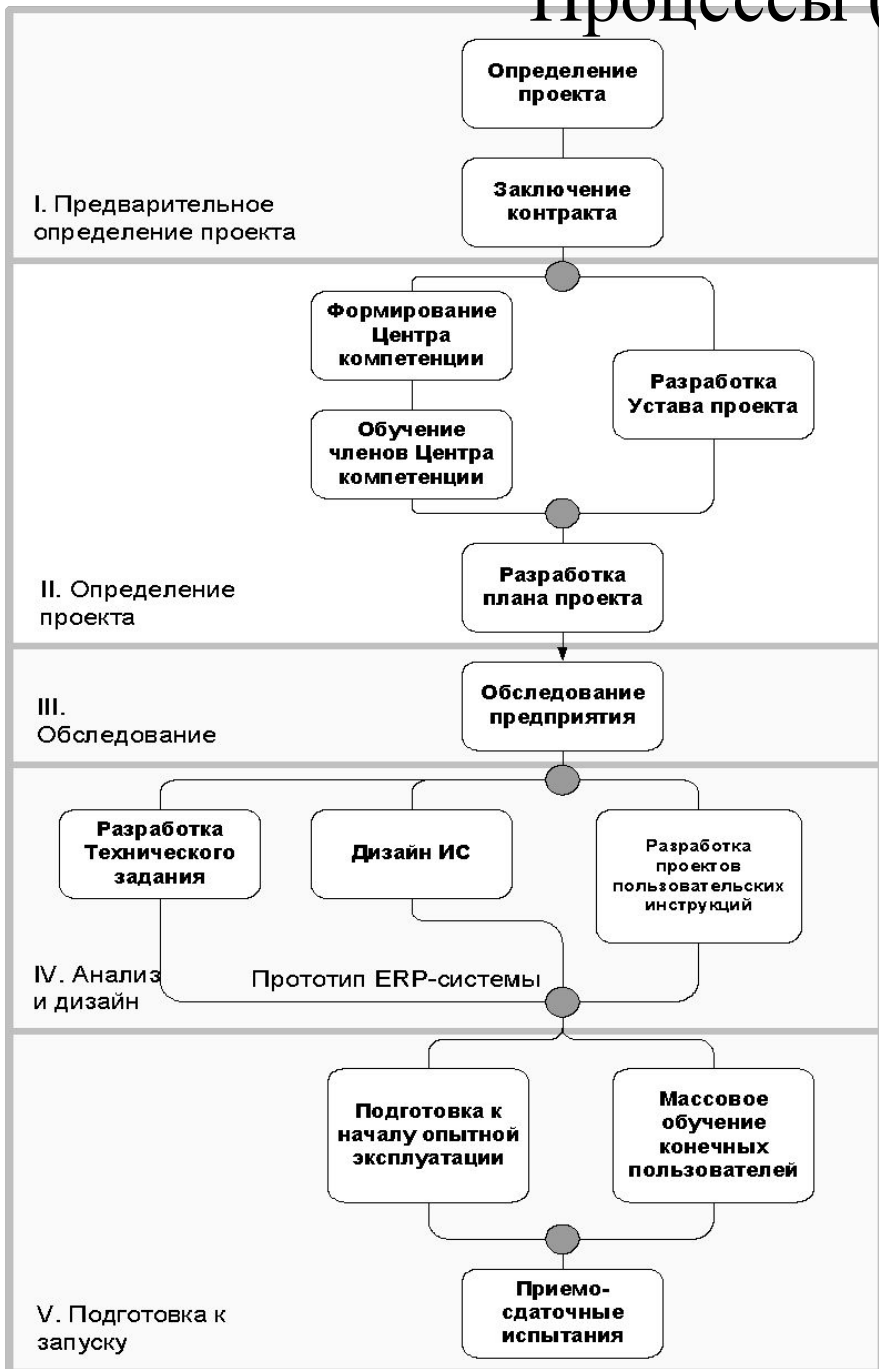 Процессы (
Определение
проекта
Заключение
контракта
I. Предварительное
определение проекта
Формирование
Центра
компетенции
Разработка
Устава проекта
Обучение
членов Центра
компетенции
Разработка
плана проекта
II. Определение
проекта
Обследование
предприятия
III.
Обследование
Разработка
Технического
задания
Дизайн ИС
Разработка
проектов
пользовательских
инструкций
IV. Анализ
и дизайн
Прототип ERP-системы
Подготовка к
началу опытной
эксплуатации
Массовое
обучение
конечных
пользователей
Приемо-
сдаточные
испытания
V. Подготовка к
запуску